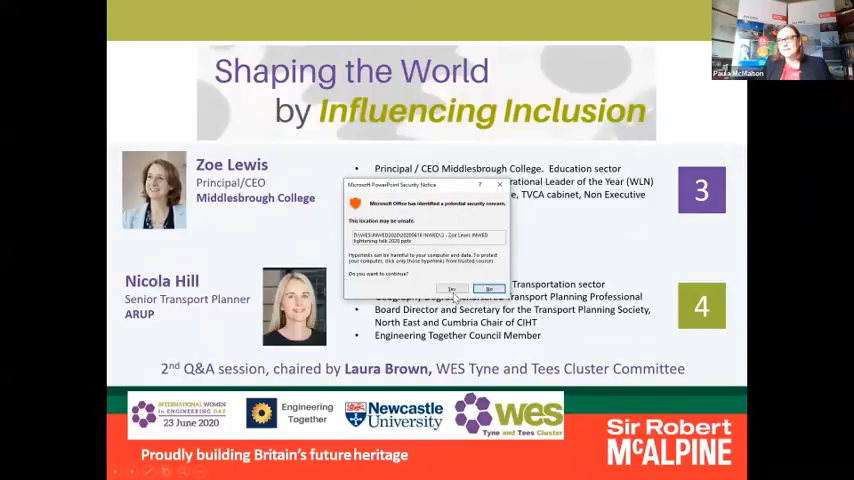 Shaping the World
by Influencing Inclusion
Paula McMahon
Zoe Lewis
Principal/CEO
Middlesbrough College
• Principal / CEO Middlesbrough College. Education sector
rational Leader of the Year (WLN)
, TVCA cabinet, Non Executive
3
Microsoft PowerPoint Security Notice
? ×
Microsoft Office has identified a potential security concern.
This location may be unsafe.
lightening talk 2020.pptx
Hyperlinks can be harmful to your computer and data. To protect
your computer, click only those hyperlinks from trusted sources.
Do you want to continue?
Yes
No
Nicola Hill
Senior Transport Planner
ARUP
Transportation sector
Transport Planning Professional
• Board Director and Secretary for the Transport Planning Society,
North East and Cumbria Chair of CIHT
• Engineering Together Council Member
4
2nd Q&A session, chaired by Laura Brown, WES Tyne and Tees Cluster Committee
INTERNATIONAL WOMEN
IN ENGINEERING DAY
23 JUNE 2020
Engineering
Together
Newcastle
University
wes
Tyne and Tees Cluster
Proudly building Britain's future heritage
Sir Robert
McALPINE